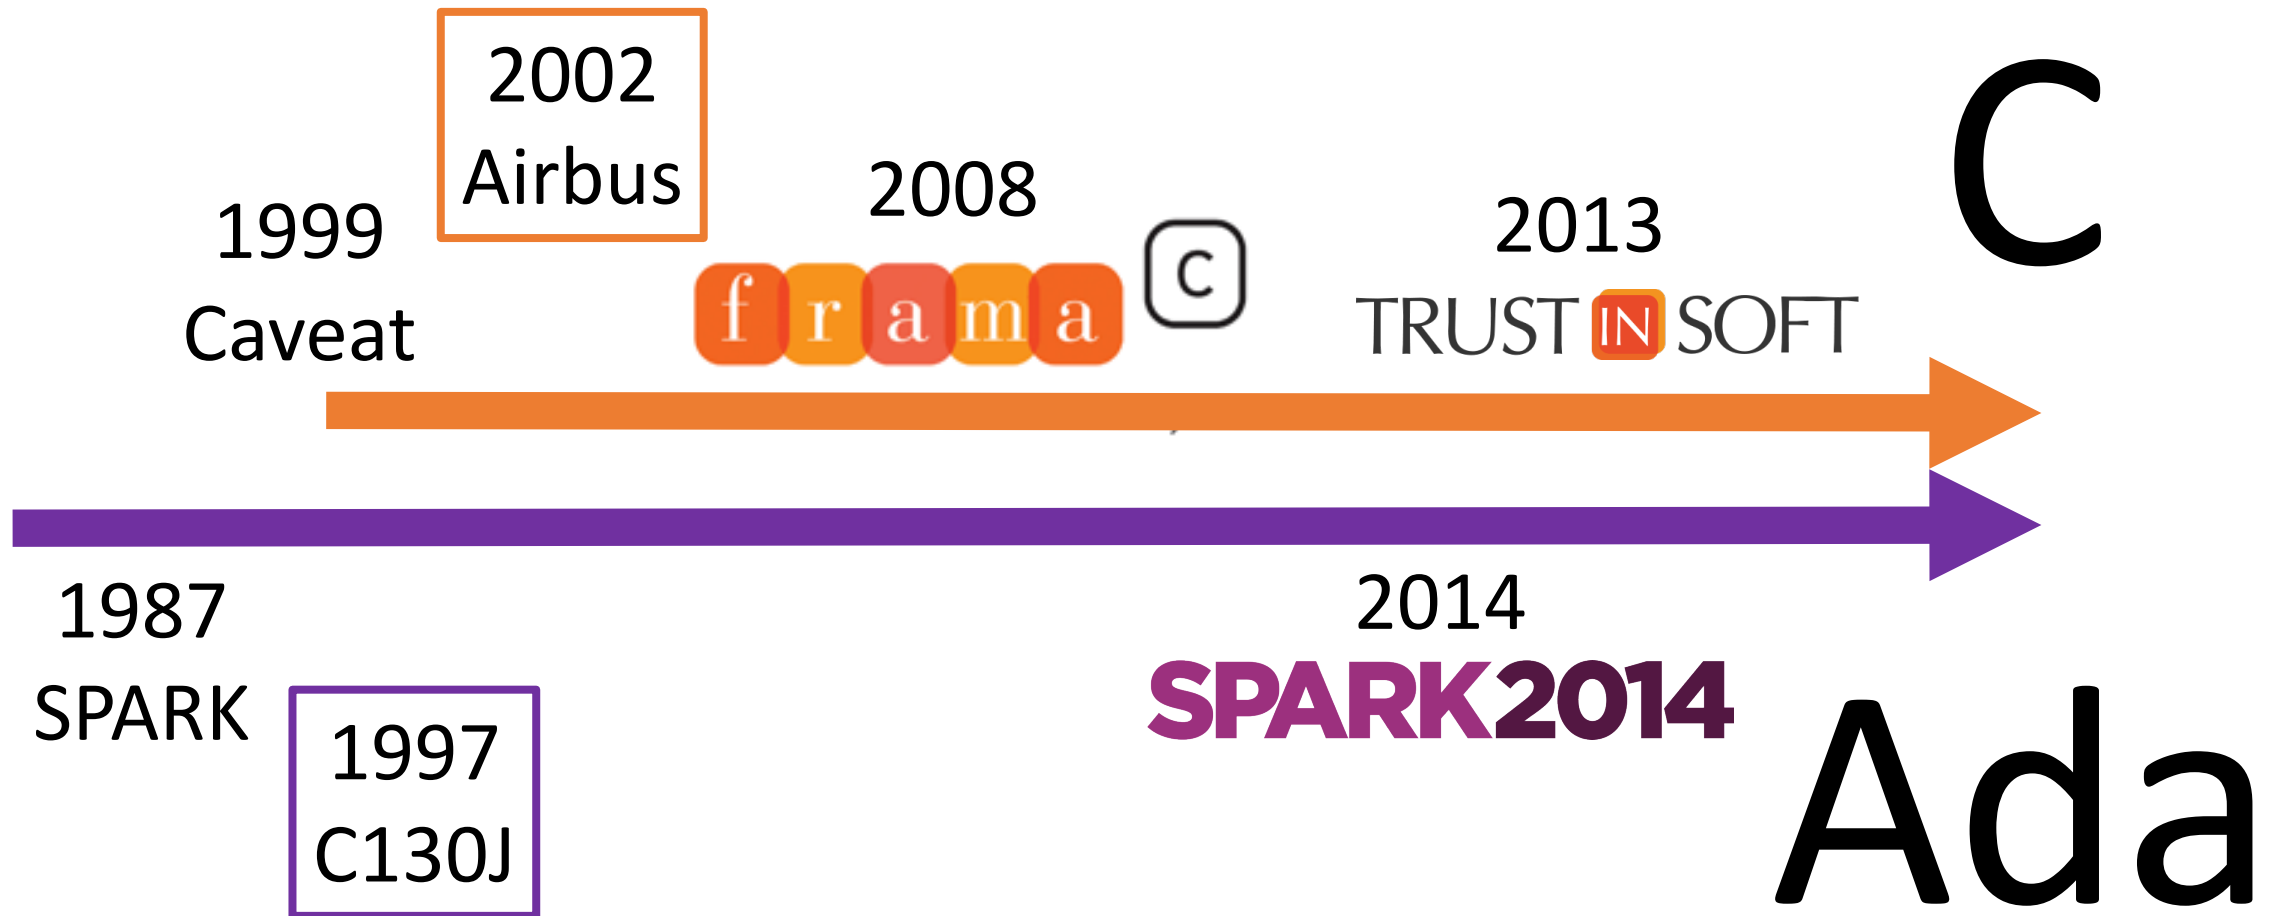 2002
Airbus
1999
Caveat
2008
frama C
2013
TRUST IN SOFT
C
1987
SPARK
1997
C130J
2014
SPARK2014
Ada